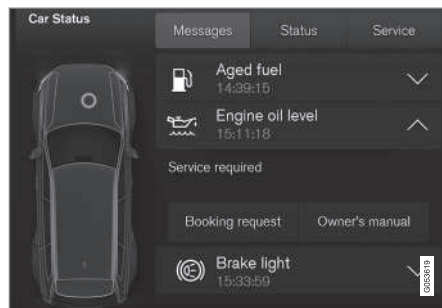 Car Status
Messages Status Service
Aged fuel
14:39:15
Engine oil level
15:11:18
Service required
Booking request Owner's manual
Brake light
15:33:59
G053619